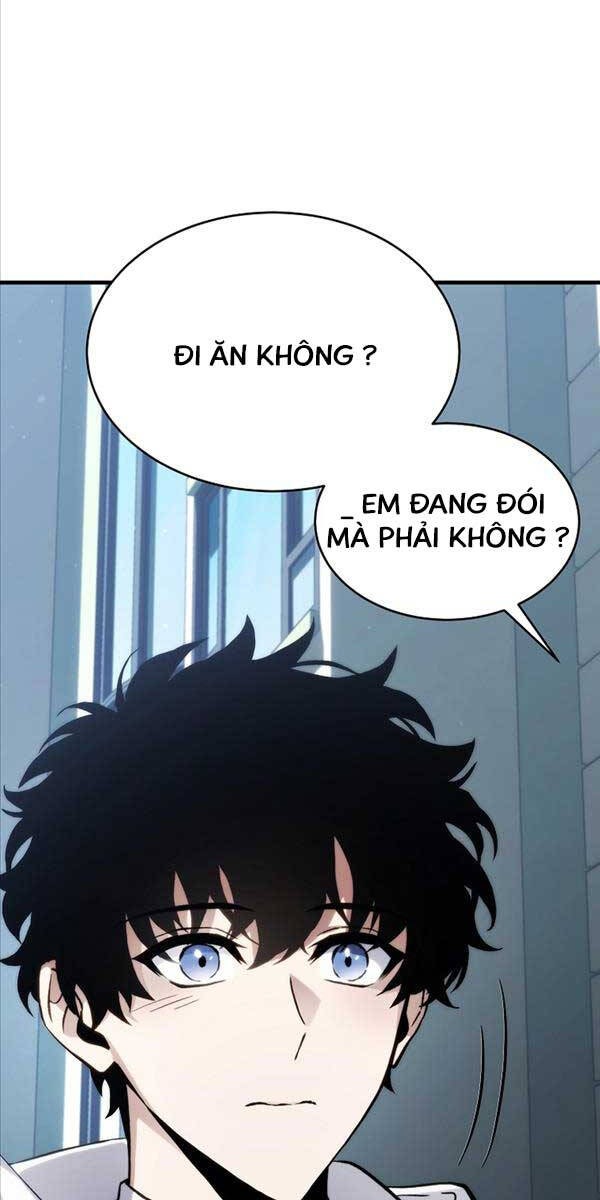 ĐI ĂN KHÔNG ?
_ EM ĐANG ĐÓI
MÀ PHẢI KHÔNG ?